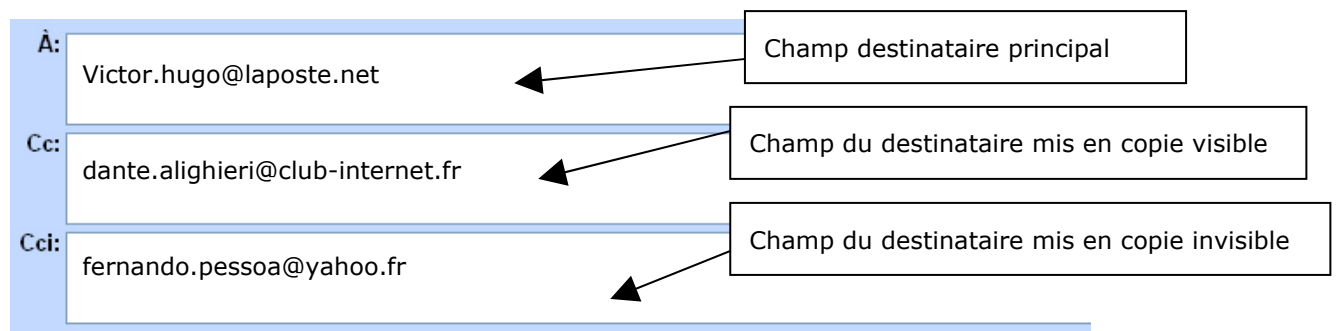 À:
Victor.hugo@laposte.net
Champ destinataire principal
Cc:
dante.alighieri@club-internet.fr
Champ du destinataire mis en copie visible
Cci:
fernando.pessoa@yahoo.fr
Champ du destinataire mis en copie invisible